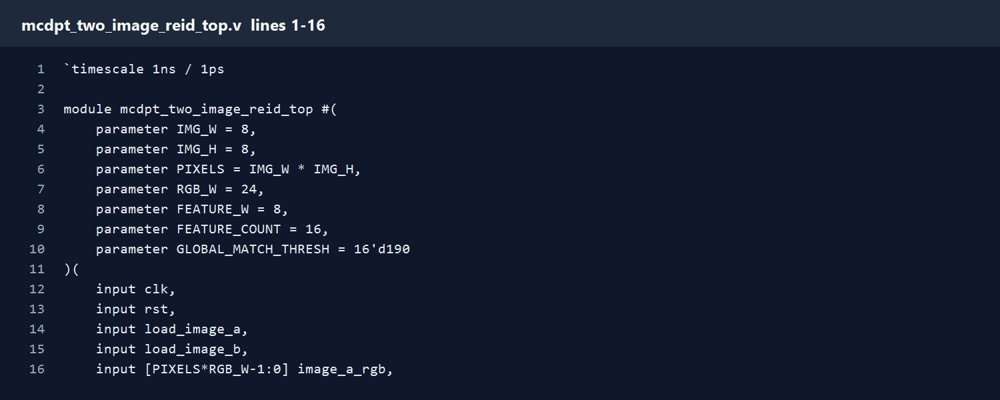 mcdpt_two_image_reid_top.v  lines 1-16
1 `timescale 1ns / 1ps
2
3 module mcdpt_two_image_reid_top #(
4     parameter IMG_W = 8,
5     parameter IMG_H = 8,
6     parameter PIXELS = IMG_W * IMG_H,
7     parameter RGB_W = 24,
8     parameter FEATURE_W = 8,
9     parameter FEATURE_COUNT = 16,
10     parameter GLOBAL_MATCH_THRESH = 16'd190
11 )(
12     input clk,
13     input rst,
14     input load_image_a,
15     input load_image_b,
16     input [PIXELS*RGB_W-1:0] image_a_rgb,